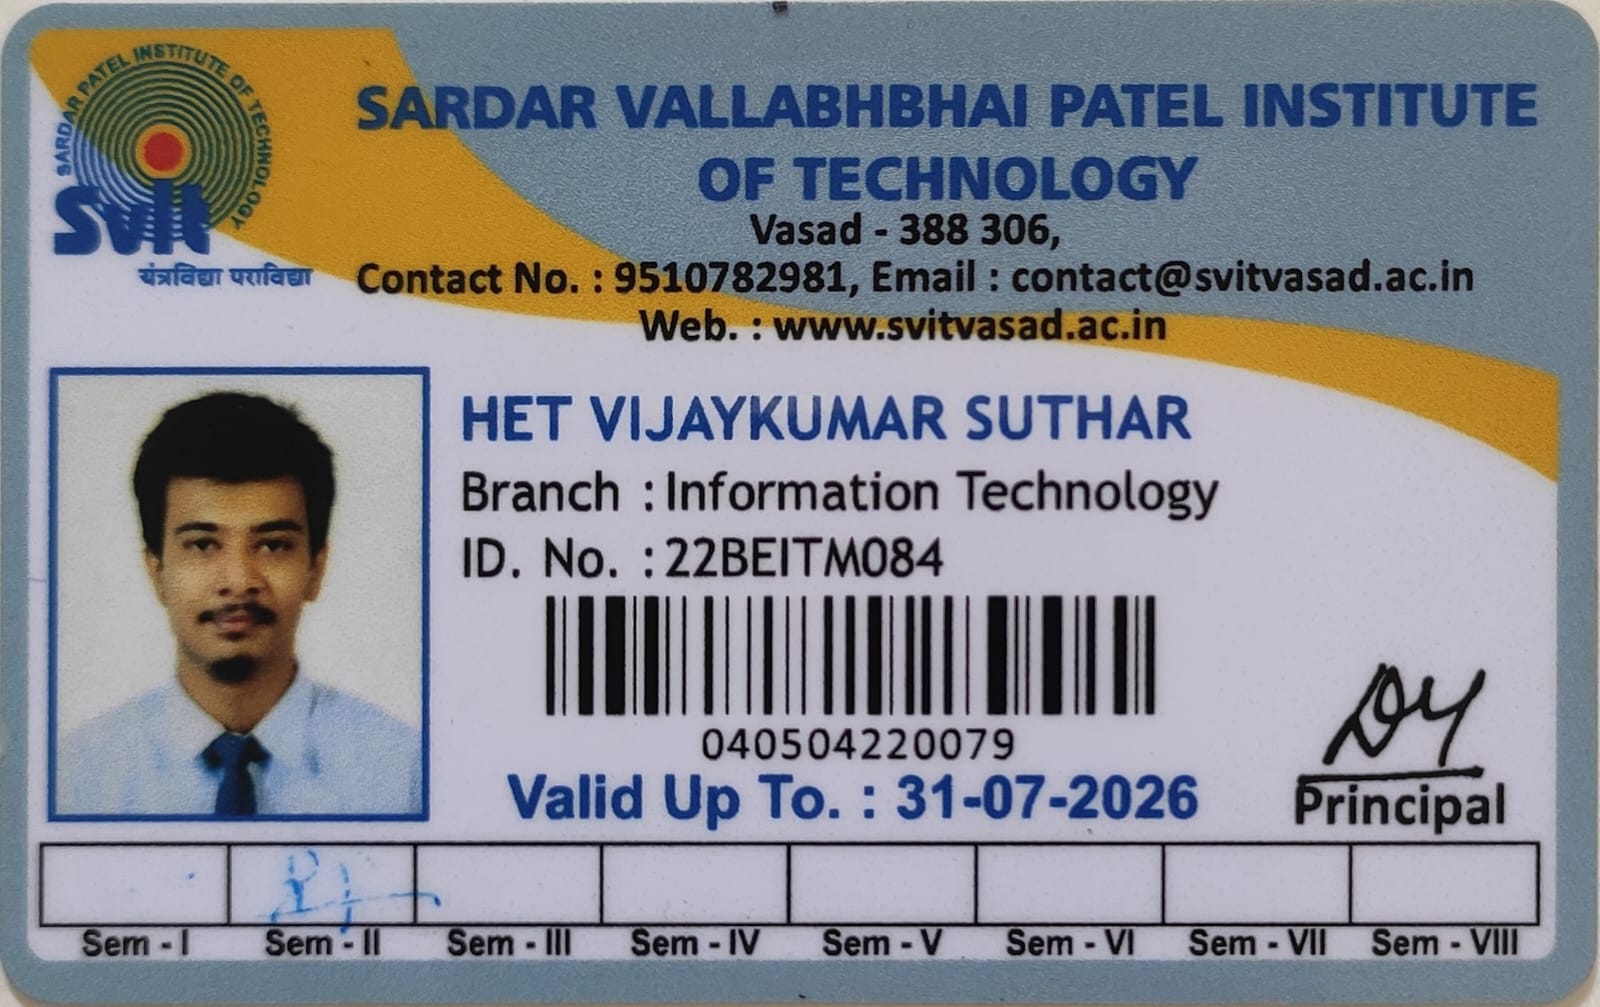 SARDAR PATEL INSTITUTE OF TECHNOLOGY
svit
यंत्रविद्या पराविद्या
SARDAR VALLABHBHAI PATEL INSTITUTE
OF TECHNOLOGY
Vasad - 388 306,
Contact No. : 9510782981, Email : contact@svitvasad.ac.in
Web. : www.svitvasad.ac.in
HET VIJAYKUMAR SUTHAR
Branch : Information Technology
ID. No. : 22BEITM084
040504220079
Valid Up To. : 31-07-2026
Principal
Sem - I Sem - II Sem - III Sem - IV Sem - V Sem - VI Sem - VII Sem - VIII